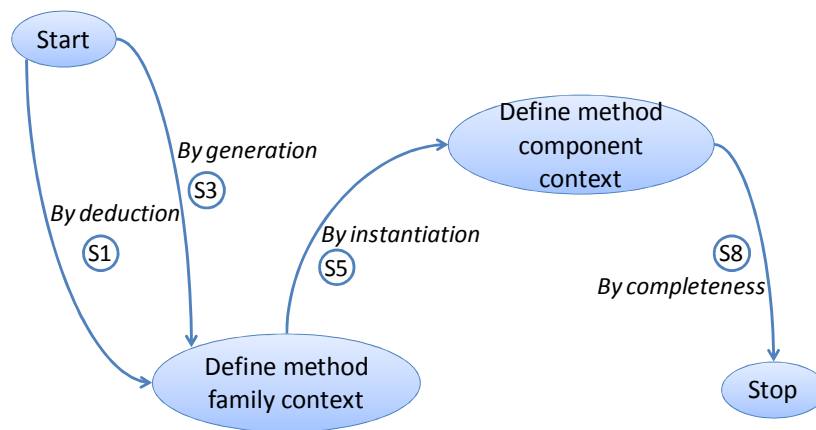 Start
By generation
S3
By deduction
S1
Define method
component
context
By instantiation
S5
S8
By completeness
Define method
family context
Stop